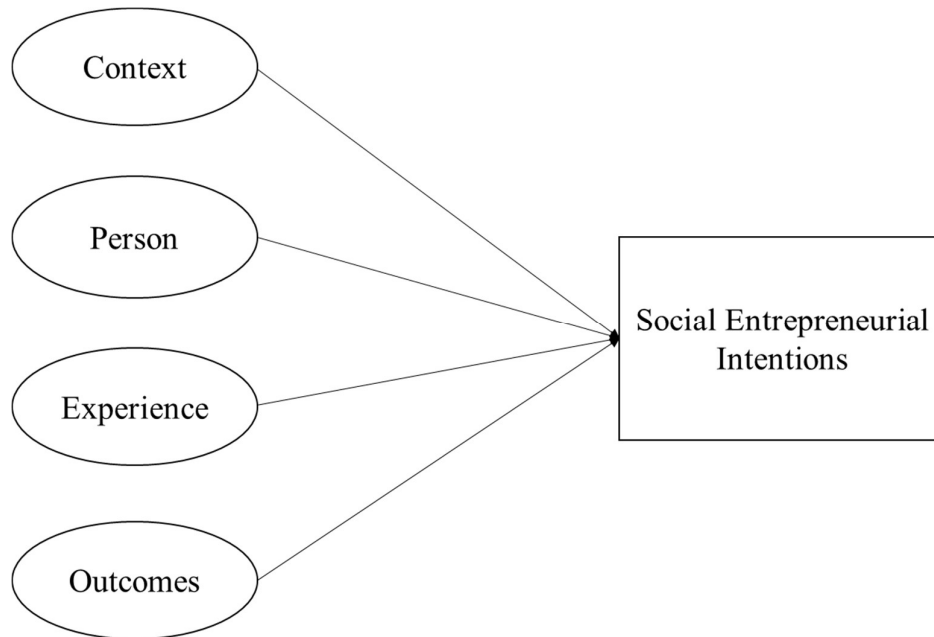 Context
Person
Experience
Outcomes
Social Entrepreneurial
Intentions